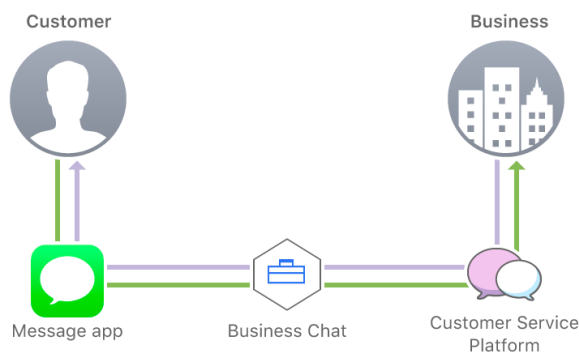 Customer
Business
Message app
Business Chat
Customer Service
Platform